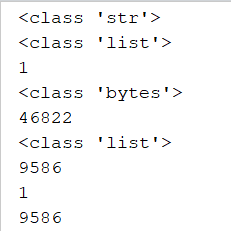 <class 'str'>
<class 'list'>
1
<class 'bytes'>
46822
<class 'list'>
9586
1
9586